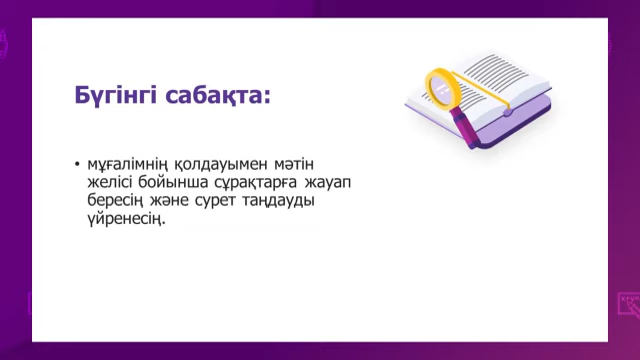 Бүгінгі сабақта:
• мұғалімнің қолдауымен мәтін
желісі бойынша сұрақтарға жауап
бересің және сурет таңдауды
үйренесің.